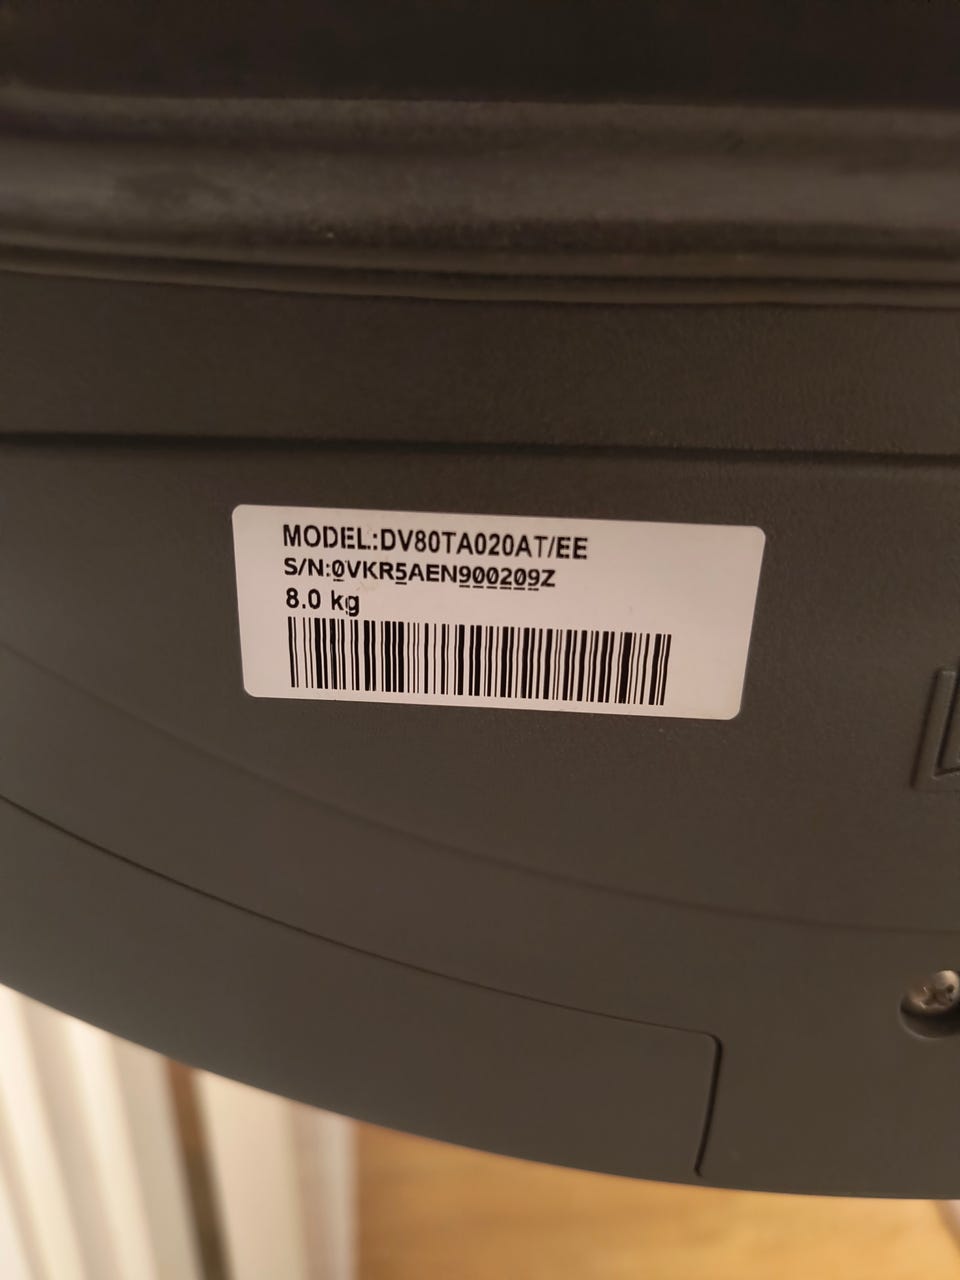 MODEL:DV80TA020AT/EE
S/N:0VKR5AEN900209Z
8.0 kg